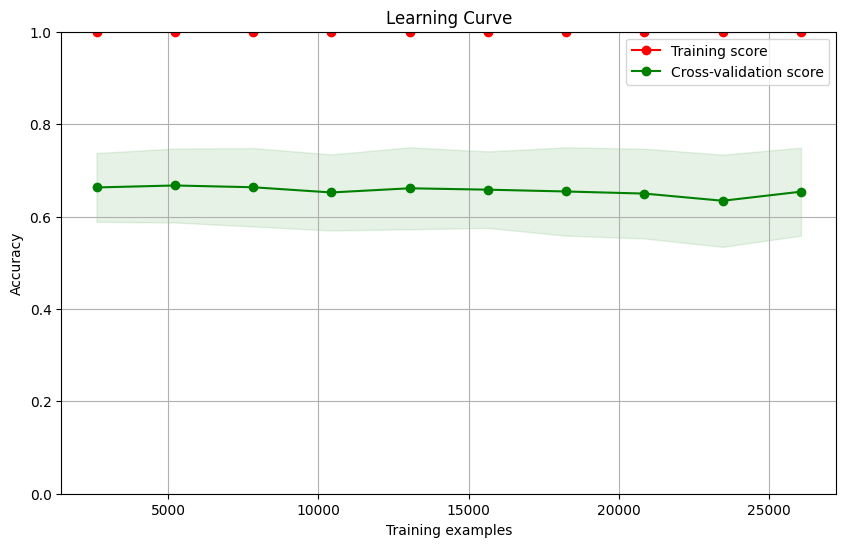 Learning Curve
Training score
Cross-validation score
1.0
0.8
0.6
0.4
0.2
0.0
Accuracy
5000 10000 15000 20000 25000
Training examples